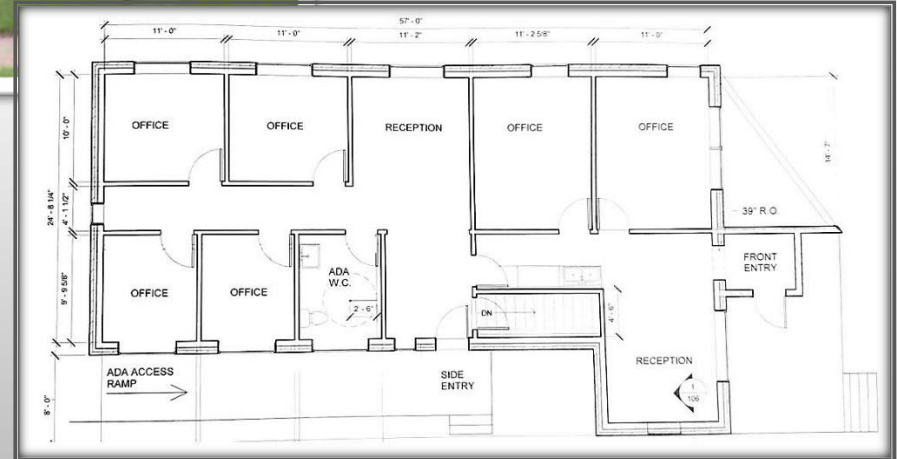 57' - 0"
11' - 0"
11' - 0"
11' - 2"
11' - 2 5/8"
11' - 0"
10' - 0"
24' - 8 1/4"
4' - 1 1/2"
9' - 9 5/8"
8' - 0"
14' - 7"
OFFICE
OFFICE
RECEPTION
OFFICE
OFFICE
39" R.O.
FRONT
ENTRY
OFFICE
OFFICE
ADA
W.C.
2' - 6"
DN
4' - 6"
RECEPTION
1
106
ADA ACCESS
RAMP
SIDE
ENTRY